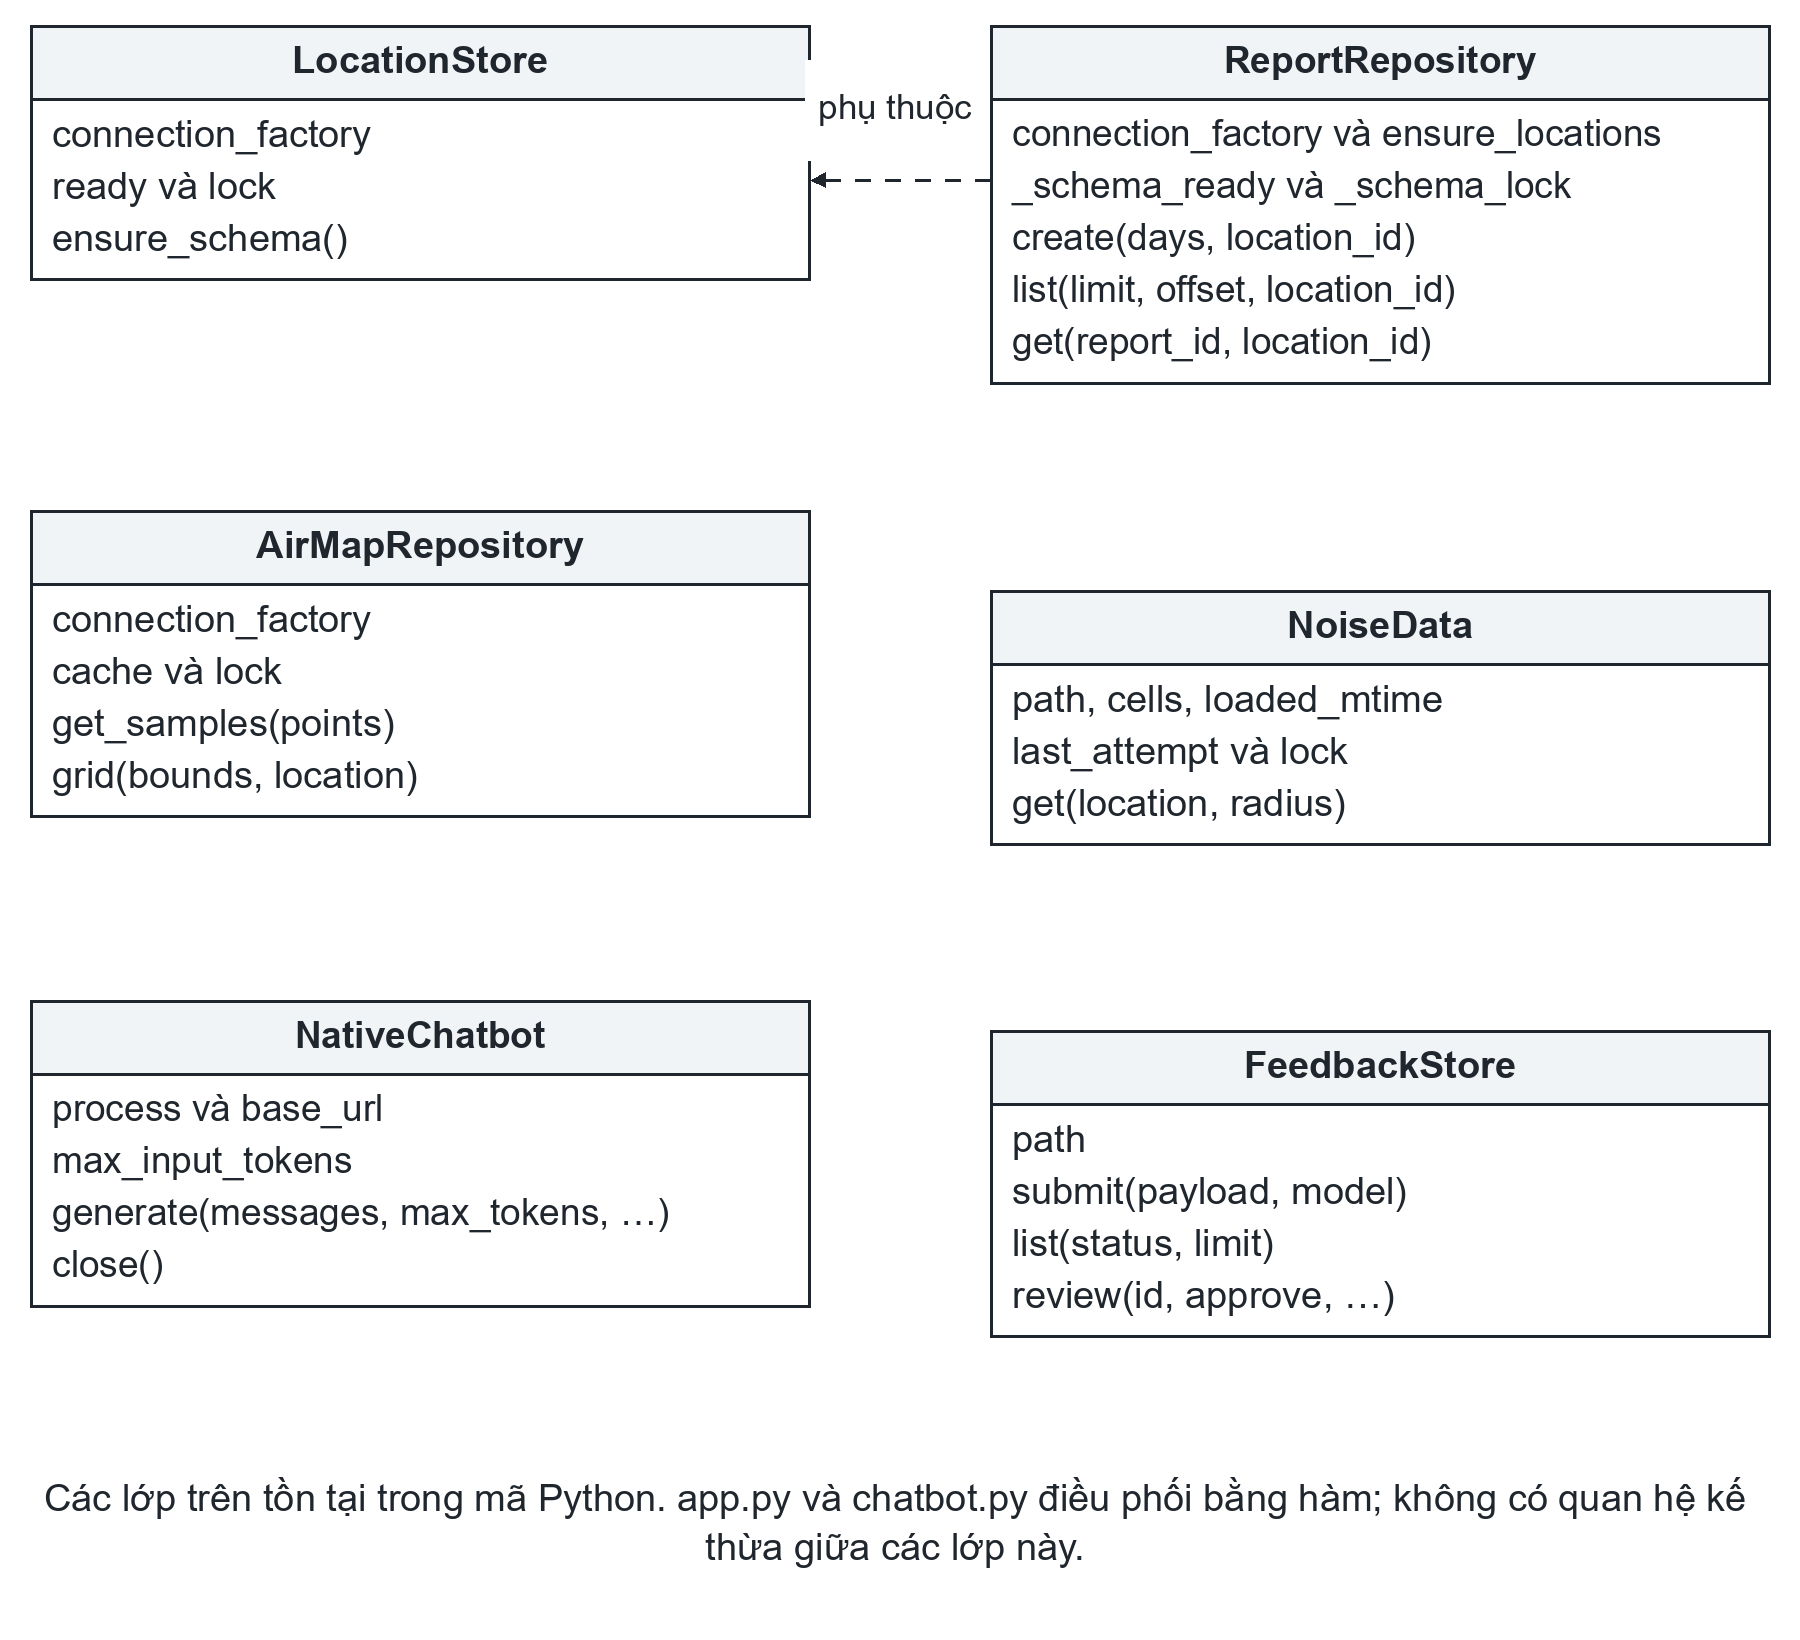 LocationStore
connection_factory
ready và lock
ensure_schema()
phụ thuộc
ReportRepository
connection_factory và ensure_locations
_schema_ready và _schema_lock
create(days, location_id)
list(limit, offset, location_id)
get(report_id, location_id)
AirMapRepository
connection_factory
cache và lock
get_samples(points)
grid(bounds, location)
NoiseData
path, cells, loaded_mtime
last_attempt và lock
get(location, radius)
NativeChatbot
process và base_url
max_input_tokens
generate(messages, max_tokens, …)
close()
FeedbackStore
path
submit(payload, model)
list(status, limit)
review(id, approve, …)
Các lớp trên tồn tại trong mã Python. app.py và chatbot.py điều phối bằng hàm; không có quan hệ kế
thừa giữa các lớp này.